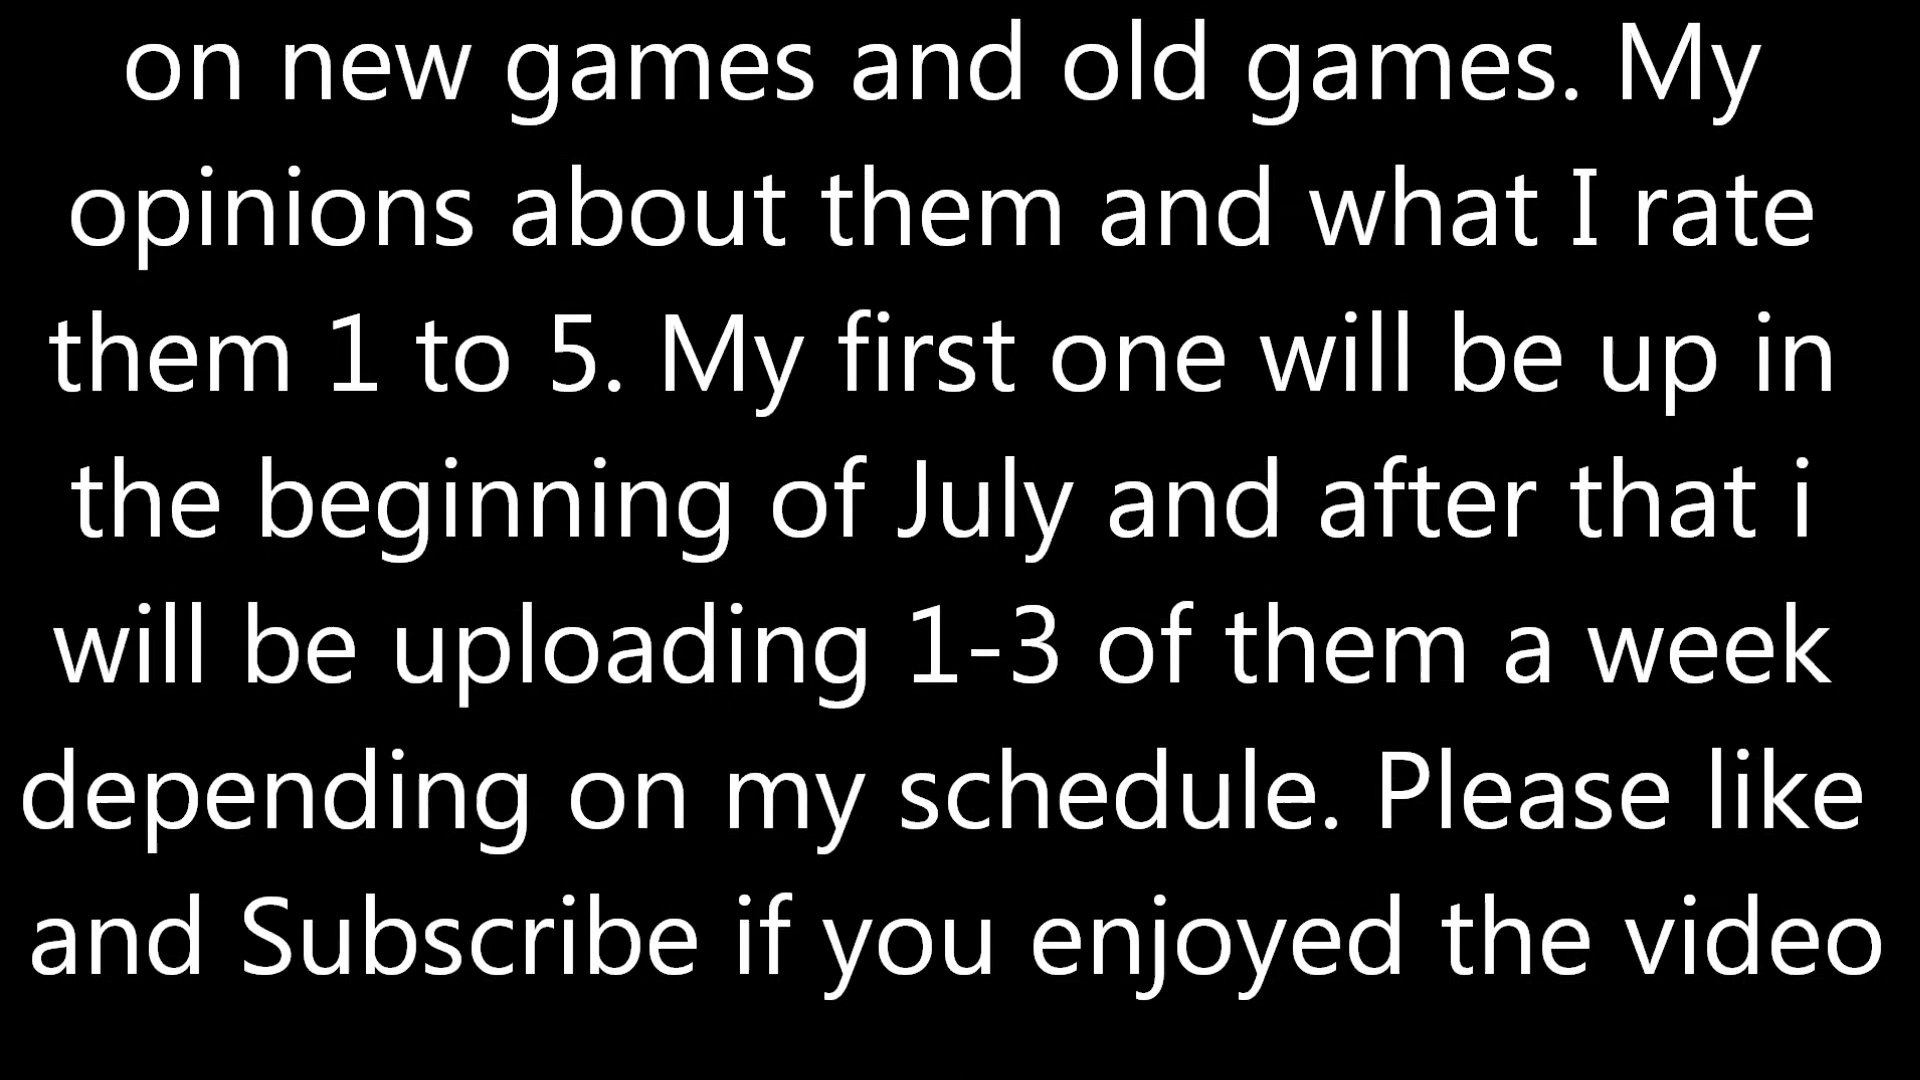 on new games and old games. My
opinions about them and what I rate
them 1 to 5. My first one will be up in
the beginning of July and after that i
will be uploading 1-3 of them a week
depending on my schedule. Please like
and Subscribe if you enjoyed the video